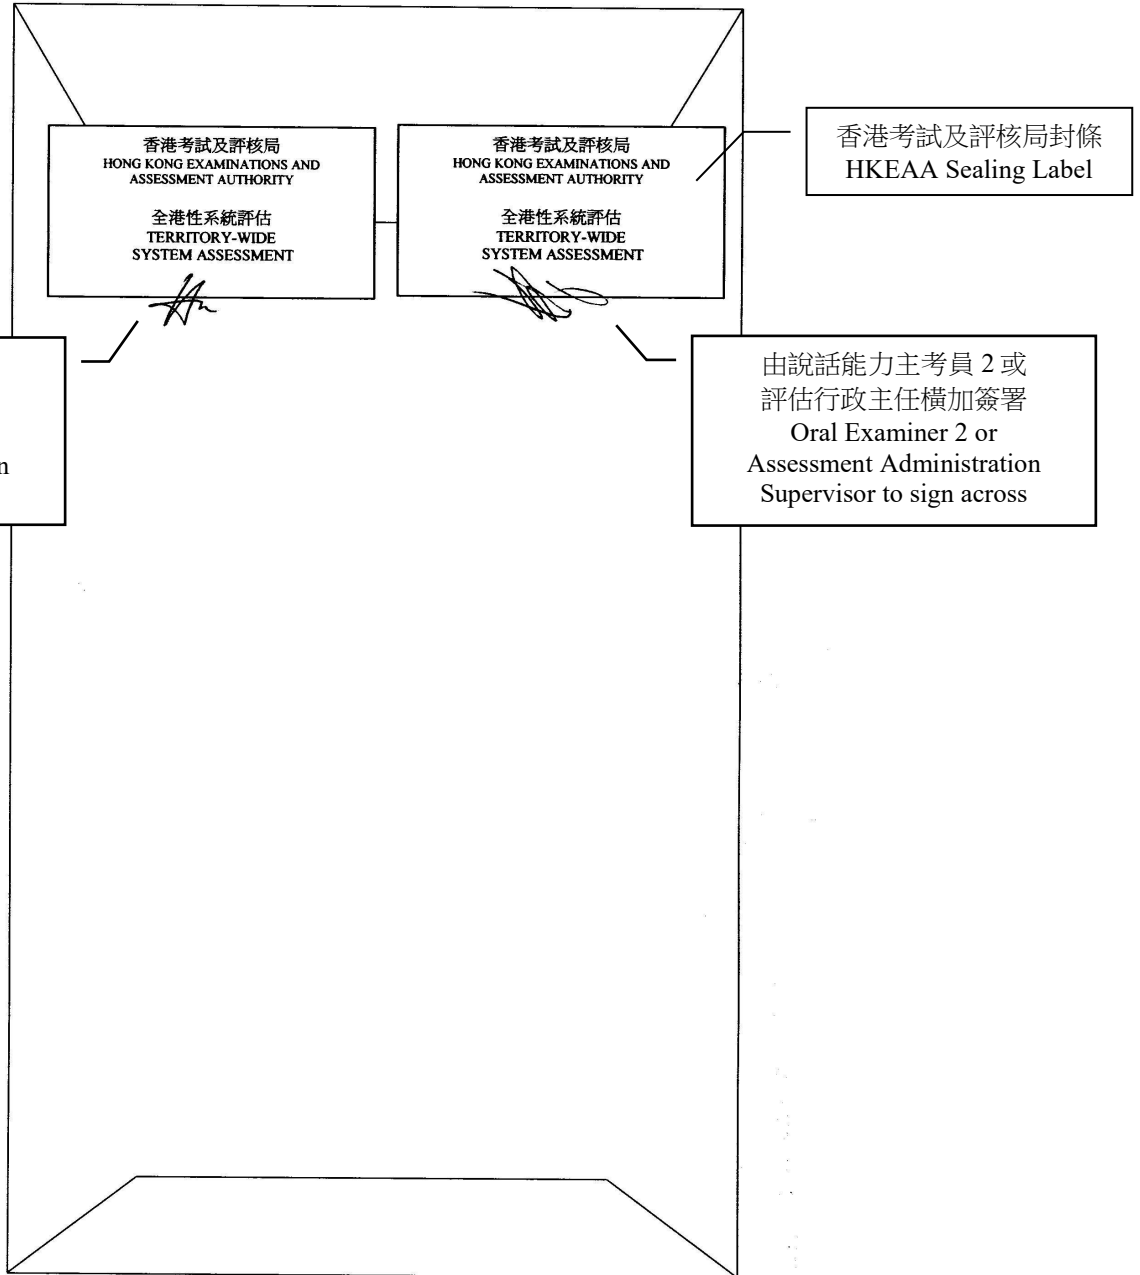 香港考試及評核局
HONG KONG EXAMINATIONS AND
ASSESSMENT AUTHORITY
全港性系統評估
TERRITORY-WIDE
SYSTEM ASSESSMENT
香港考試及評核局
HONG KONG EXAMINATIONS AND
ASSESSMENT AUTHORITY
全港性系統評估
TERRITORY-WIDE
SYSTEM ASSESSMENT
香港考試及評核局封條
HKEAA Sealing Label
由說話能力主考員 2 或
評估行政主任橫加簽署
Oral Examiner 2 or
Assessment Administration
Supervisor to sign across